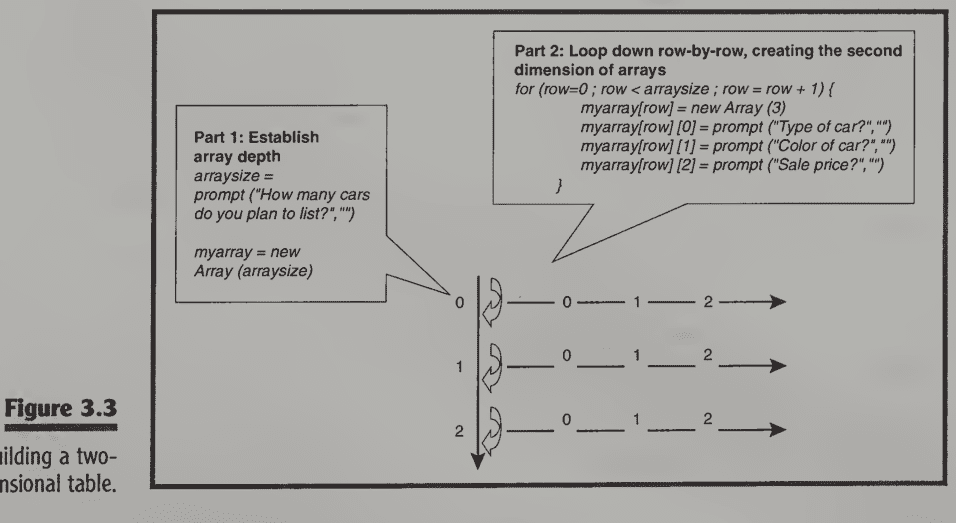 Part 1: Establish
array depth
arraysize =
prompt ("How many cars
do you plan to list?","")
myarray = new
Array (arraysize)
Part 2: Loop down row-by-row, creating the second
dimension of arrays
for (row=0 ; row < arraysize ; row = row + 1) {
myarray[row] = new Array (3)
myarray[row] [0] = prompt ("Type of car?","")
myarray[row] [1] = prompt ("Color of car?","")
myarray[row] [2] = prompt ("Sale price?","")
}
0 0 1 2
1 0 1 2
2 0 1 2
Figure 3.3
a two-
table.